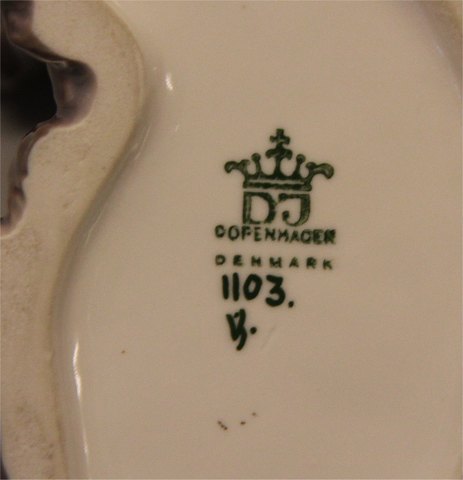 DJ
COPENHAGEN
DENMARK
1103.